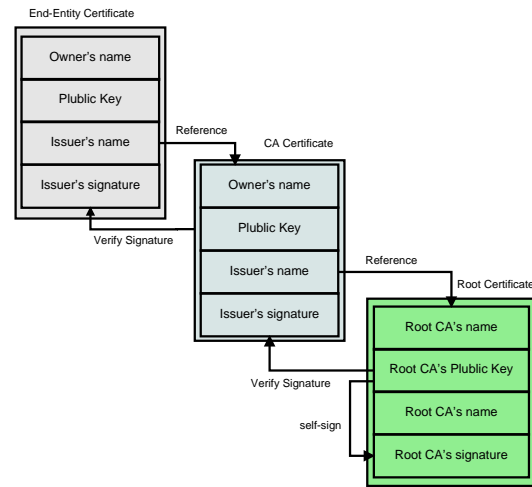 End-Entity Certificate
Owner's name
Plublic Key
Issuer's name
Issuer's signature
Reference
Verify Signature
CA Certificate
Owner's name
Plublic Key
Issuer's name
Issuer's signature
Reference
Verify Signature
Root Certificate
Root CA's name
Root CA's Plublic Key
Root CA's name
Root CA's signature
self-sign